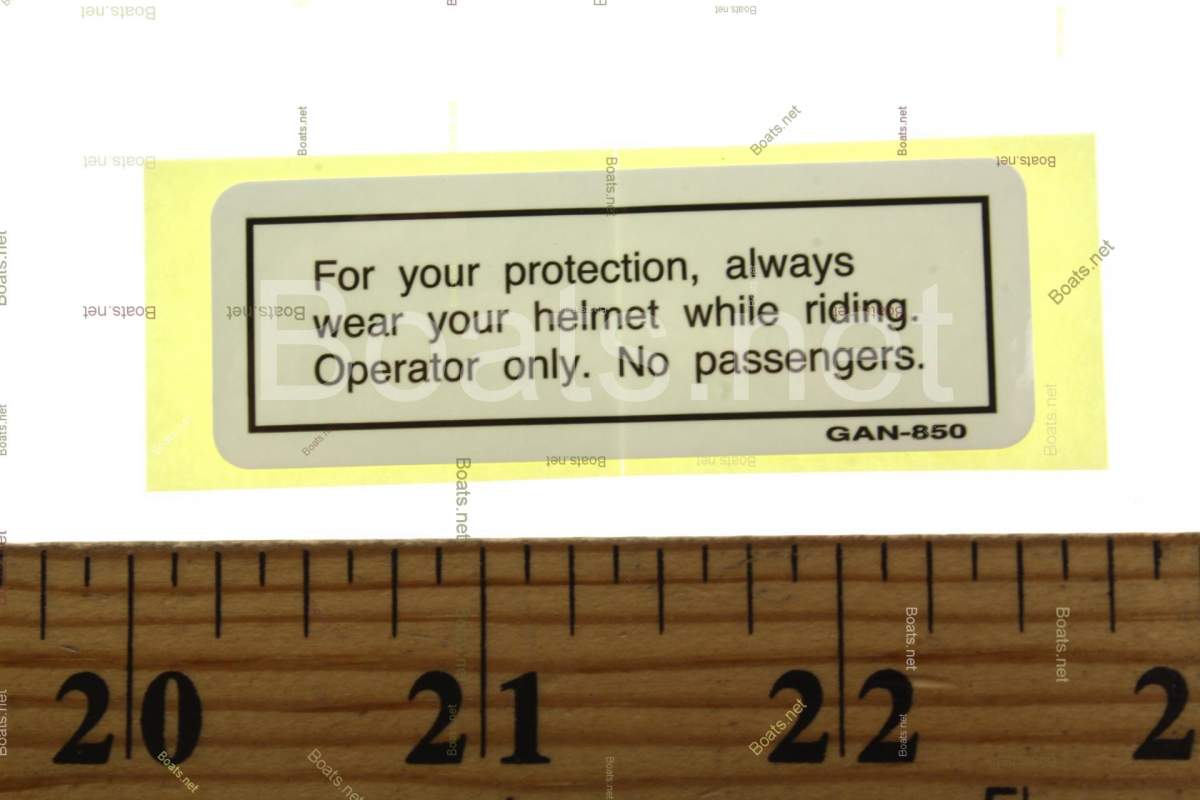 For your protection, always
wear your helmet while riding.
Operator only. No passengers.
GAN-850
Boats.net
20 21 22 2